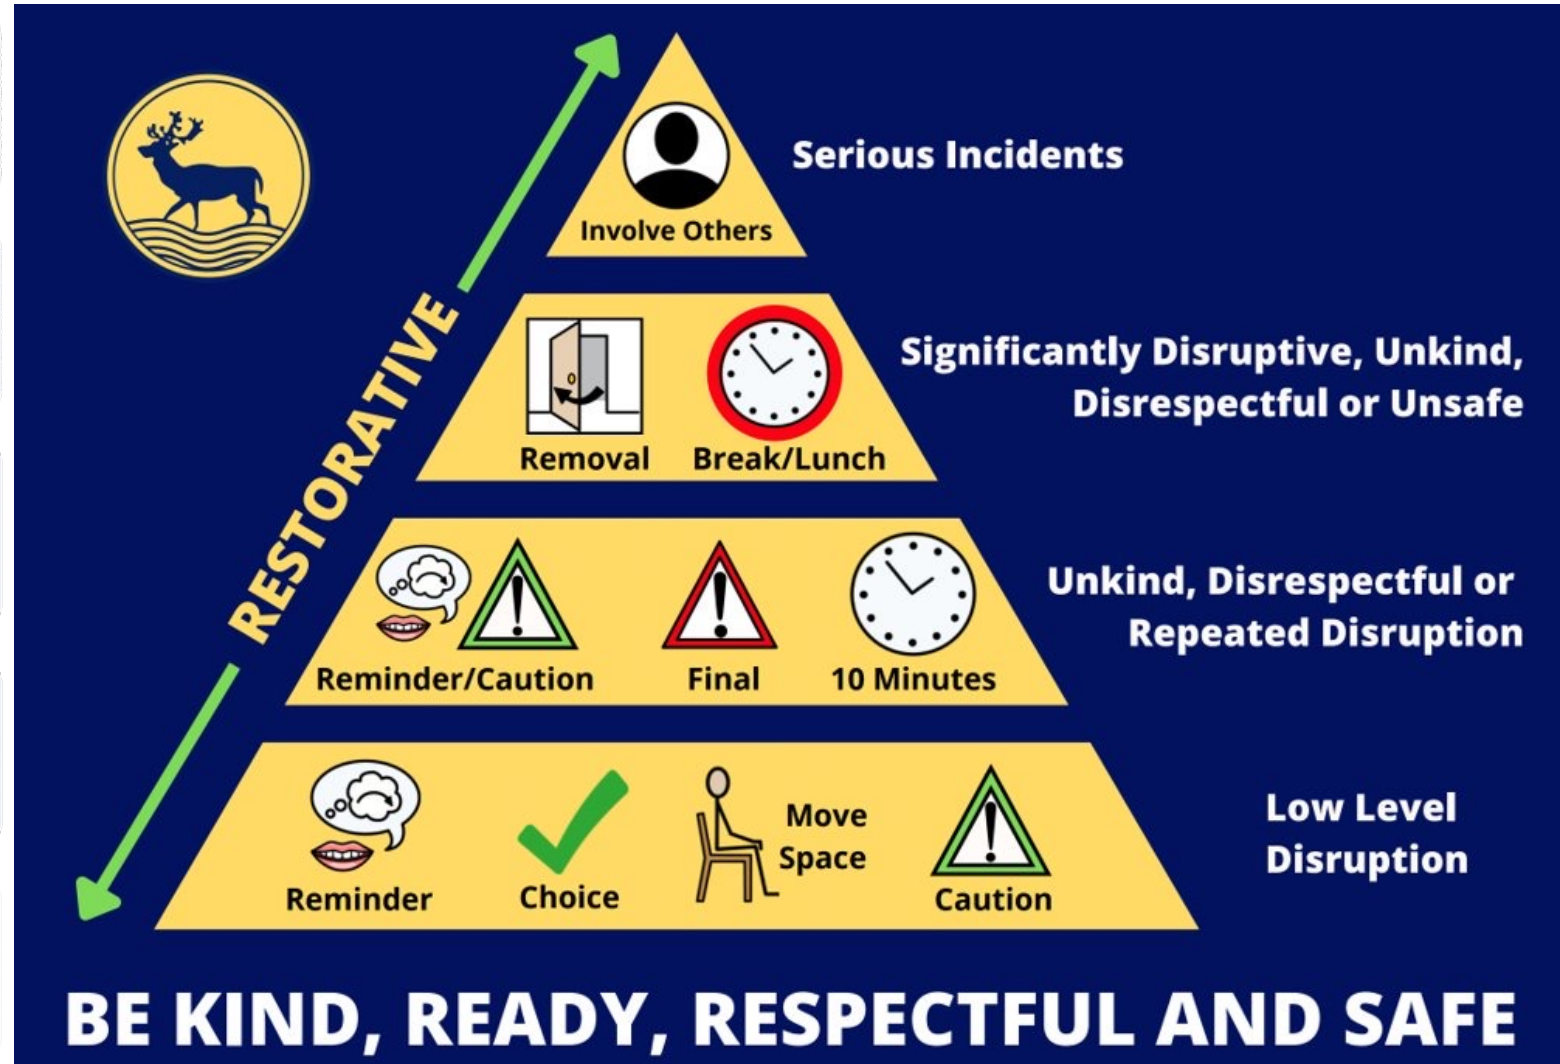 Serious Incidents
Involve Others
RESTORATIVE
Significantly Disruptive, Unkind,
Disrespectful or Unsafe
Removal
Break/Lunch
Unkind, Disrespectful or
Repeated Disruption
Reminder/Caution
Final
10 Minutes
Low Level
Disruption
Reminder
Choice
Move
Space
Caution
BE KIND, READY, RESPECTFUL AND SAFE